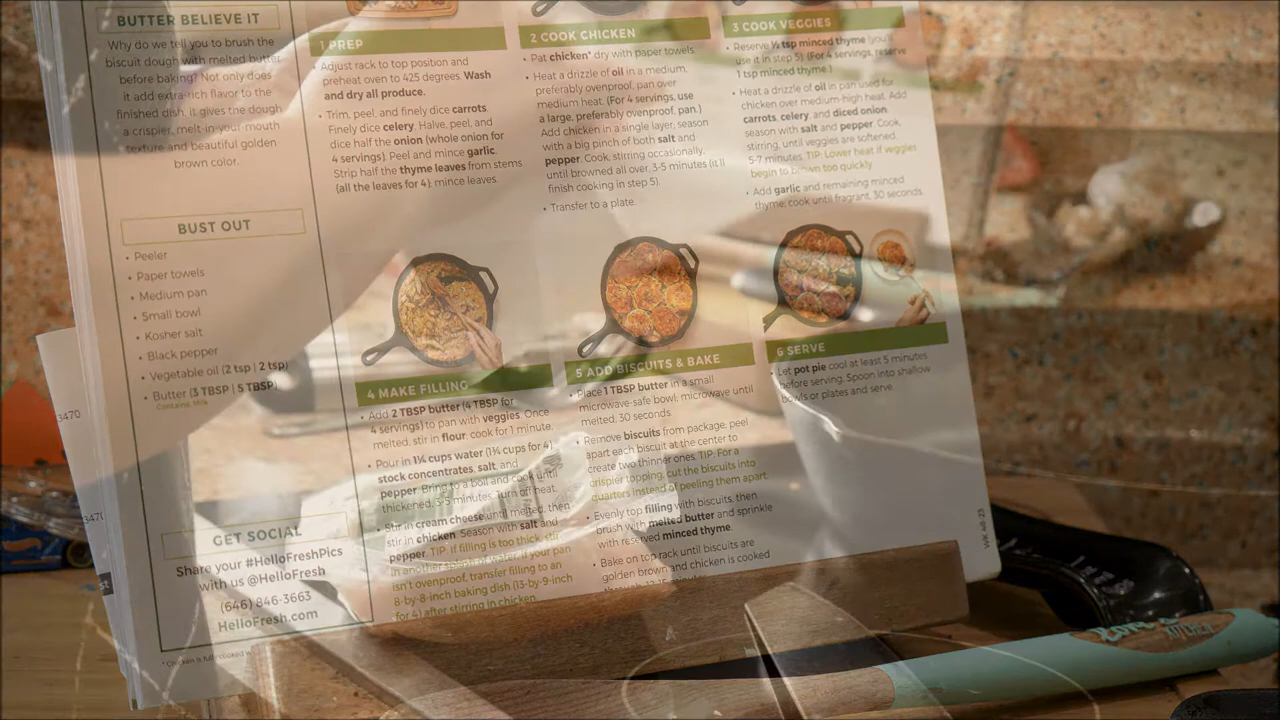 BUTTER BELIEVE IT
Why do we tell you to brush the
biscuit dough with melted butter
before baking? Not only does
it add extra-rich flavor to the
finished dish, it gives the dough
a crispier, melt-in-your-mouth
texture and beautiful golden
brown color.
BUST OUT
• Peeler
• Paper towels
• Medium pan
• Small bowl
• Kosher salt
• Black pepper
• Vegetable oil (2 tsp | 2 tsp)
• Butter (3 TBSP | 5 TBSP)
Contains: Milk
GET SOCIAL
Share your #HelloFreshPics
with us @HelloFresh
(646) 846-3663
HelloFresh.com
* Chicken is fully cooked w
1 PREP
• Adjust rack to top position and
preheat oven to 425 degrees. Wash
and dry all produce.
• Trim, peel, and finely dice carrots.
Finely dice celery. Halve, peel, and
dice half the onion (whole onion for
4 servings). Peel and mince garlic.
Strip half the thyme leaves from stems
(all the leaves for 4); mince leaves.
2 COOK CHICKEN
• Pat chicken* dry with paper towels.
• Heat a drizzle of oil in a medium,
preferably ovenproof, pan over
medium heat. (For 4 servings, use
a large, preferably ovenproof, pan.)
Add chicken in a single layer; season
with a big pinch of both salt and
pepper. Cook, stirring occasionally,
until browned all over, 3-5 minutes (it'll
finish cooking in step 5).
• Transfer to a plate.
3 COOK VEGGIES
• Reserve ½ tsp minced thyme (you'll
use it in step 5). (For 4 servings, reserve
1 tsp minced thyme.)
• Heat a drizzle of oil in pan used for
chicken over medium-high heat. Add
carrots, celery, and diced onion;
season with salt and pepper. Cook,
stirring, until veggies are softened,
5-7 minutes. TIP: Lower heat if veggies
begin to brown too quickly.
• Add garlic and remaining minced
thyme; cook until fragrant, 30 seconds.
4 MAKE FILLING
• Add 2 TBSP butter (4 TBSP for
4 servings) to pan with veggies. Once
melted, stir in flour; cook for 1 minute.
• Pour in 1¼ cups water (1¾ cups for 4),
stock concentrates, salt, and
pepper. Bring to a boil and cook until
thickened, 3-5 minutes. Turn off heat.
• Stir in cream cheese until melted, then
stir in chicken. Season with salt and
pepper. TIP: If filling is too thick, stir
in another splash of water. If your pan
isn't ovenproof, transfer filling to an
8-by-8-inch baking dish (13-by-9-inch
for 4) after stirring in chicken.
5 ADD BISCUITS & BAKE
• Place 1 TBSP butter in a small
microwave-safe bowl; microwave until
melted, 30 seconds.
• Remove biscuits from package; peel
apart each biscuit at the center to
create two thinner ones. TIP: For a
crispier topping, cut the biscuits into
quarters instead of peeling them apart.
• Evenly top filling with biscuits, then
brush with melted butter and sprinkle
with reserved minced thyme.
• Bake on top rack until biscuits are
golden brown and chicken is cooked
6 SERVE
• Let pot pie cool at least 5 minutes
before serving. Spoon into shallow
bowls or plates and serve.
3470